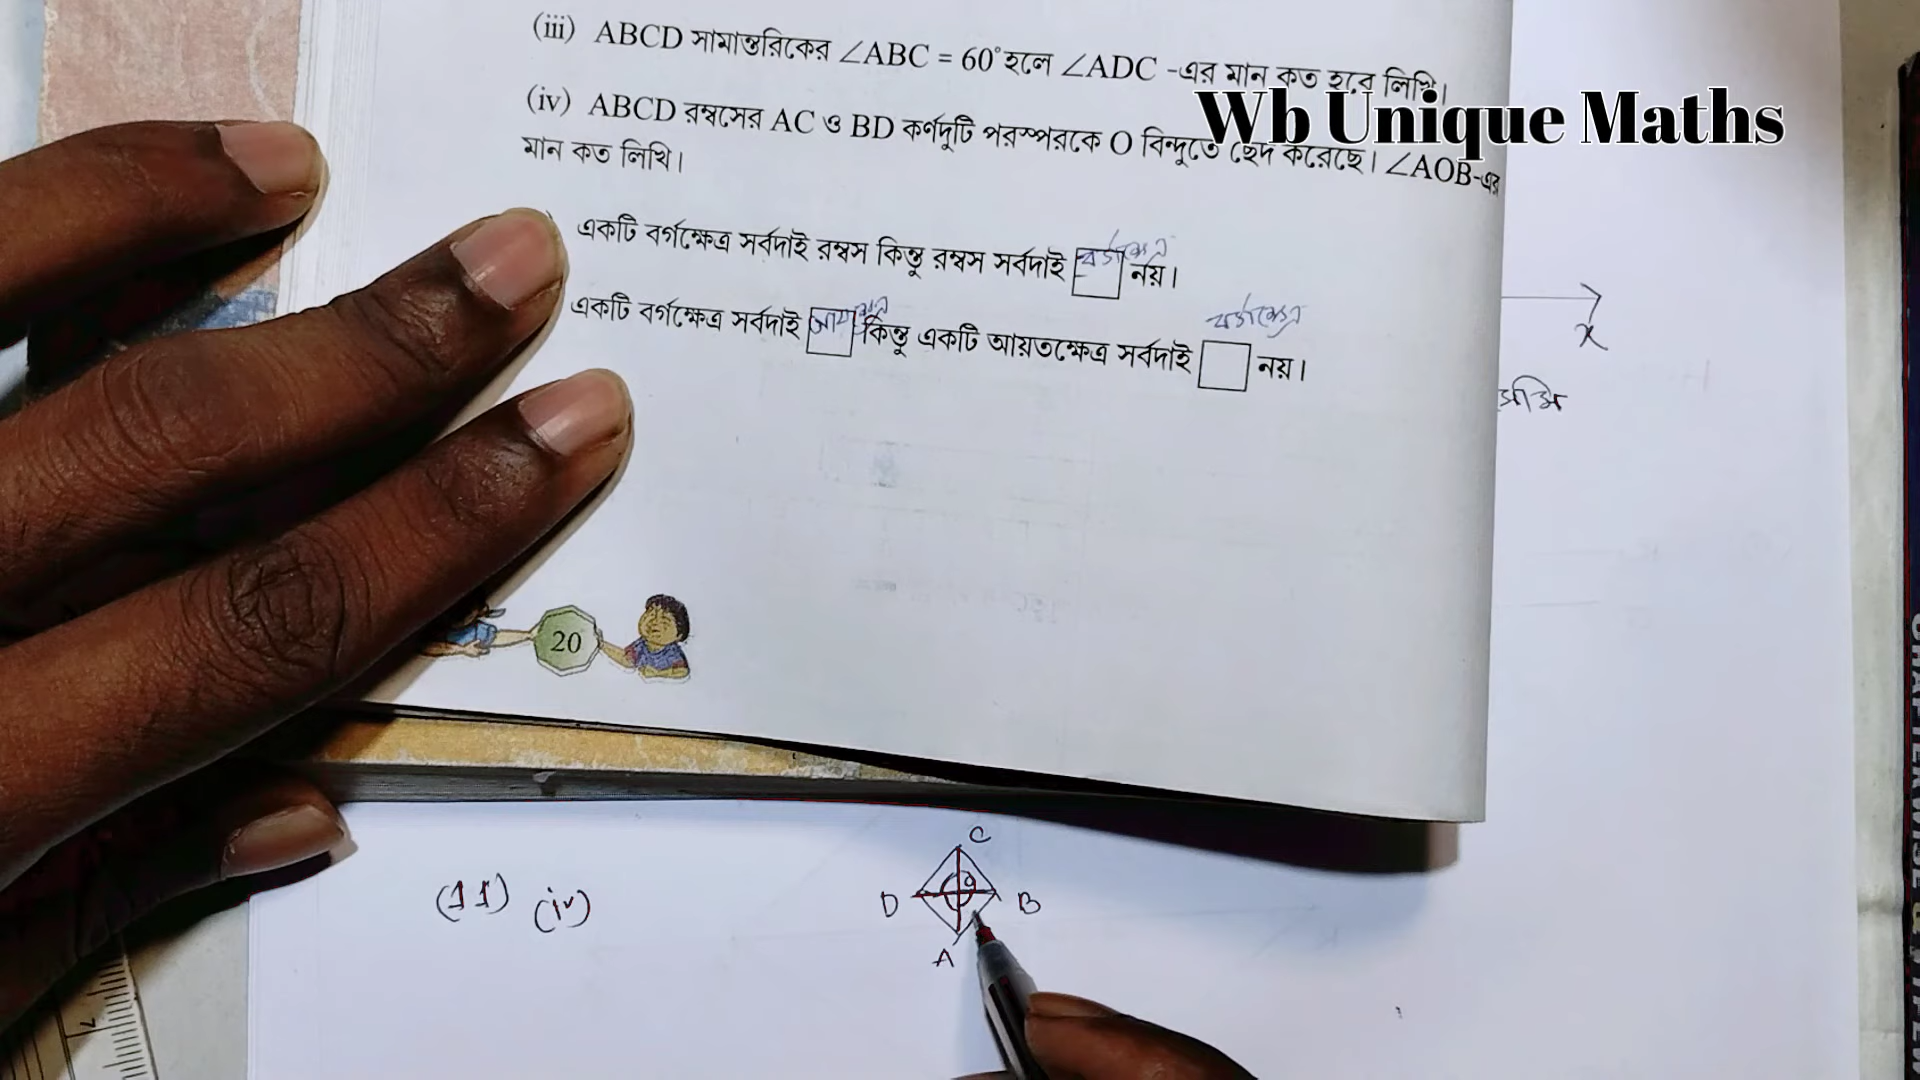 (iii) ABCD সামান্তরিকের ∠ABC = 60° হলে ∠ADC -এর মান কত হবে লিখি।
(iv) ABCD রম্বসের AC ও BD কর্ণদুটি পরস্পরকে O বিন্দুতে ছেদ করেছে। ∠AOB-এর
মান কত লিখি।
Wb Unique Maths
একটি বর্গক্ষেত্র সর্বদাই রম্বস কিন্তু রম্বস সর্বদাই বর্গক্ষেত্র নয়।
একটি বর্গক্ষেত্র সর্বদাই কিন্তু একটি আয়তক্ষেত্র সর্বদাই বর্গক্ষেত্র নয়।
x
সেমি
20
(11) (iv)
C
D
B
A
7